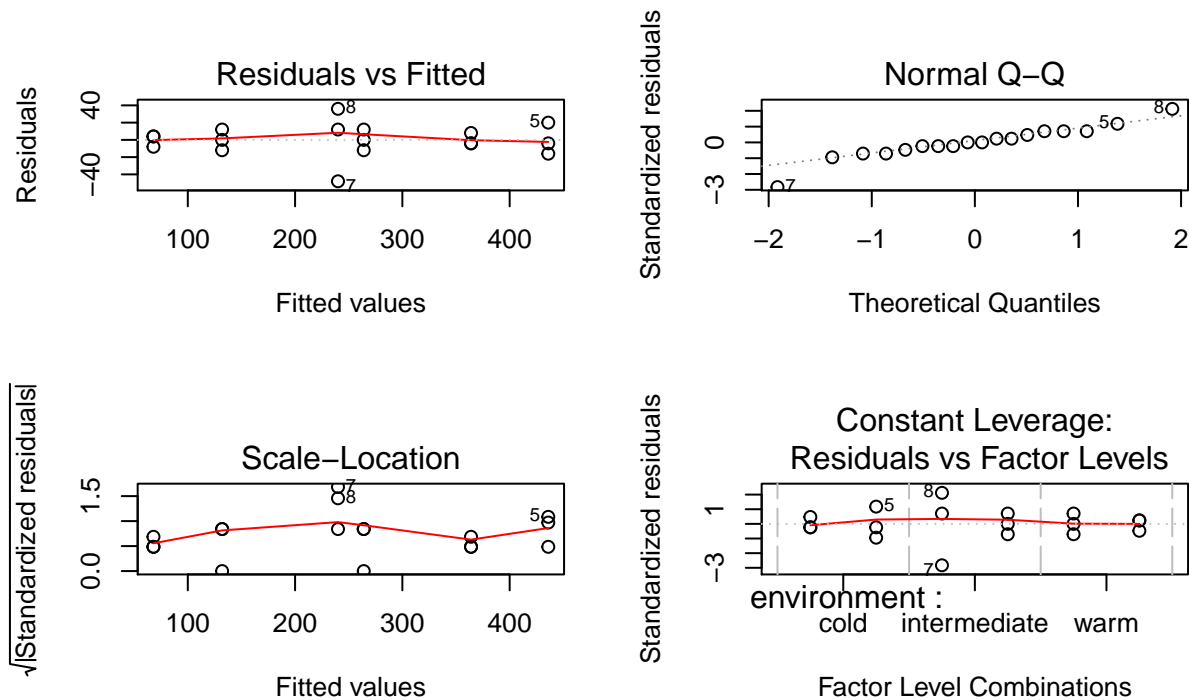 Residuals vs Fitted
Residuals
40
−40
8
5
7
100 200 300 400
Fitted values
Normal Q−Q
Standardized residuals
0
−3
8
5
7
−2 −1 0 1 2
Theoretical Quantiles
Scale−Location
√|Standardized residuals|
1.5
0.0
7
8
5
100 200 300 400
Fitted values
Constant Leverage:
Residuals vs Factor Levels
Standardized residuals
1
−3
8
5
7
environment :
cold intermediate warm
Factor Level Combinations